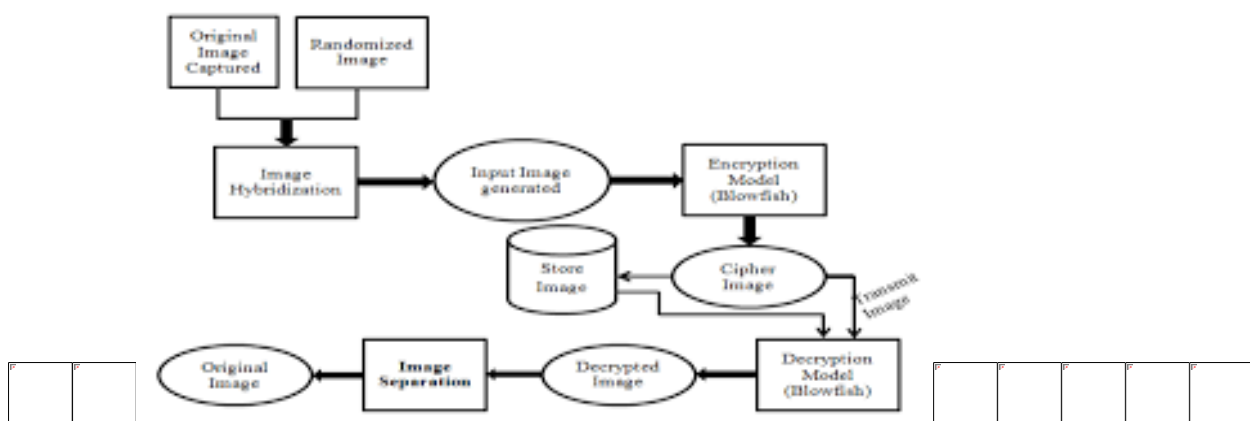 Original
Image
Captured
Randomized
Image
Image
Hybridization
Input Image
generated
Encryption
Model
(Blowfish)
Store
Image
Cipher
Image
Transmit
Image
Original
Image
Image
Separation
Decrypted
Image
Decryption
Model
(Blowfish)